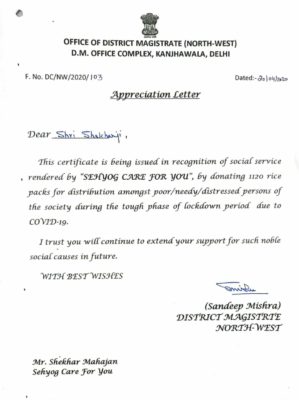 OFFICE OF DISTRICT MAGISTRATE (NORTH-WEST)
D.M. OFFICE COMPLEX, KANJHAWALA, DELHI
F. No. DC/NW/2020/103
Dated:-20/04/2020
Appreciation Letter
Dear Shri Shekharji,
This certificate is being issued in recognition of social service
rendered by "SEHYOG CARE FOR YOU", by donating 1120 rice
packs for distribution amongst poor/needy/distressed persons of
the society during the tough phase of lockdown period due to
COVID-19.
I trust you will continue to extend your support for such noble
social causes in future.
WITH BEST WISHES
(Sandeep Mishra)
DISTRICT MAGISTRTE
NORTH-WEST
Mr. Shekhar Mahajan
Sehyog Care For You